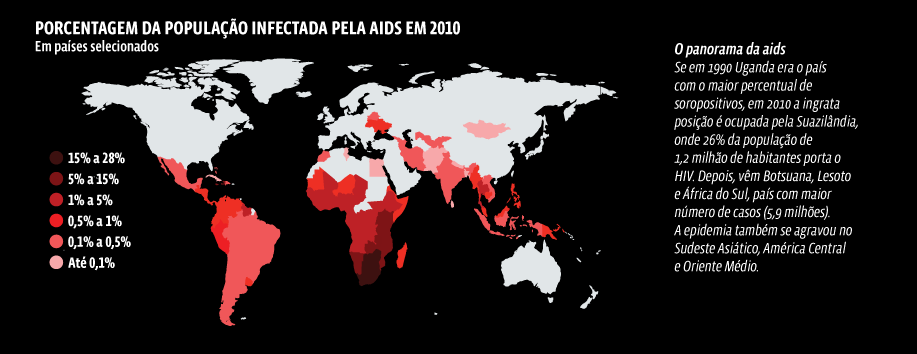 PORCENTAGEM DA POPULAÇÃO INFECTADA PELA AIDS EM 2010
Em países selecionados
15% a 28%
5% a 15%
1% a 5%
0,5% a 1%
0,1% a 0,5%
Até 0,1%
O panorama da aids
Se em 1990 Uganda era o país
com o maior percentual de
soropositivos, em 2010 a ingrata
posição é ocupada pela Suazilândia,
onde 26% da população de
1,2 milhão de habitantes porta o
HIV. Depois, vêm Botsuana, Lesoto
e África do Sul, país com maior
número de casos (5,9 milhões).
A epidemia também se agravou no
Sudeste Asiático, América Central
e Oriente Médio.